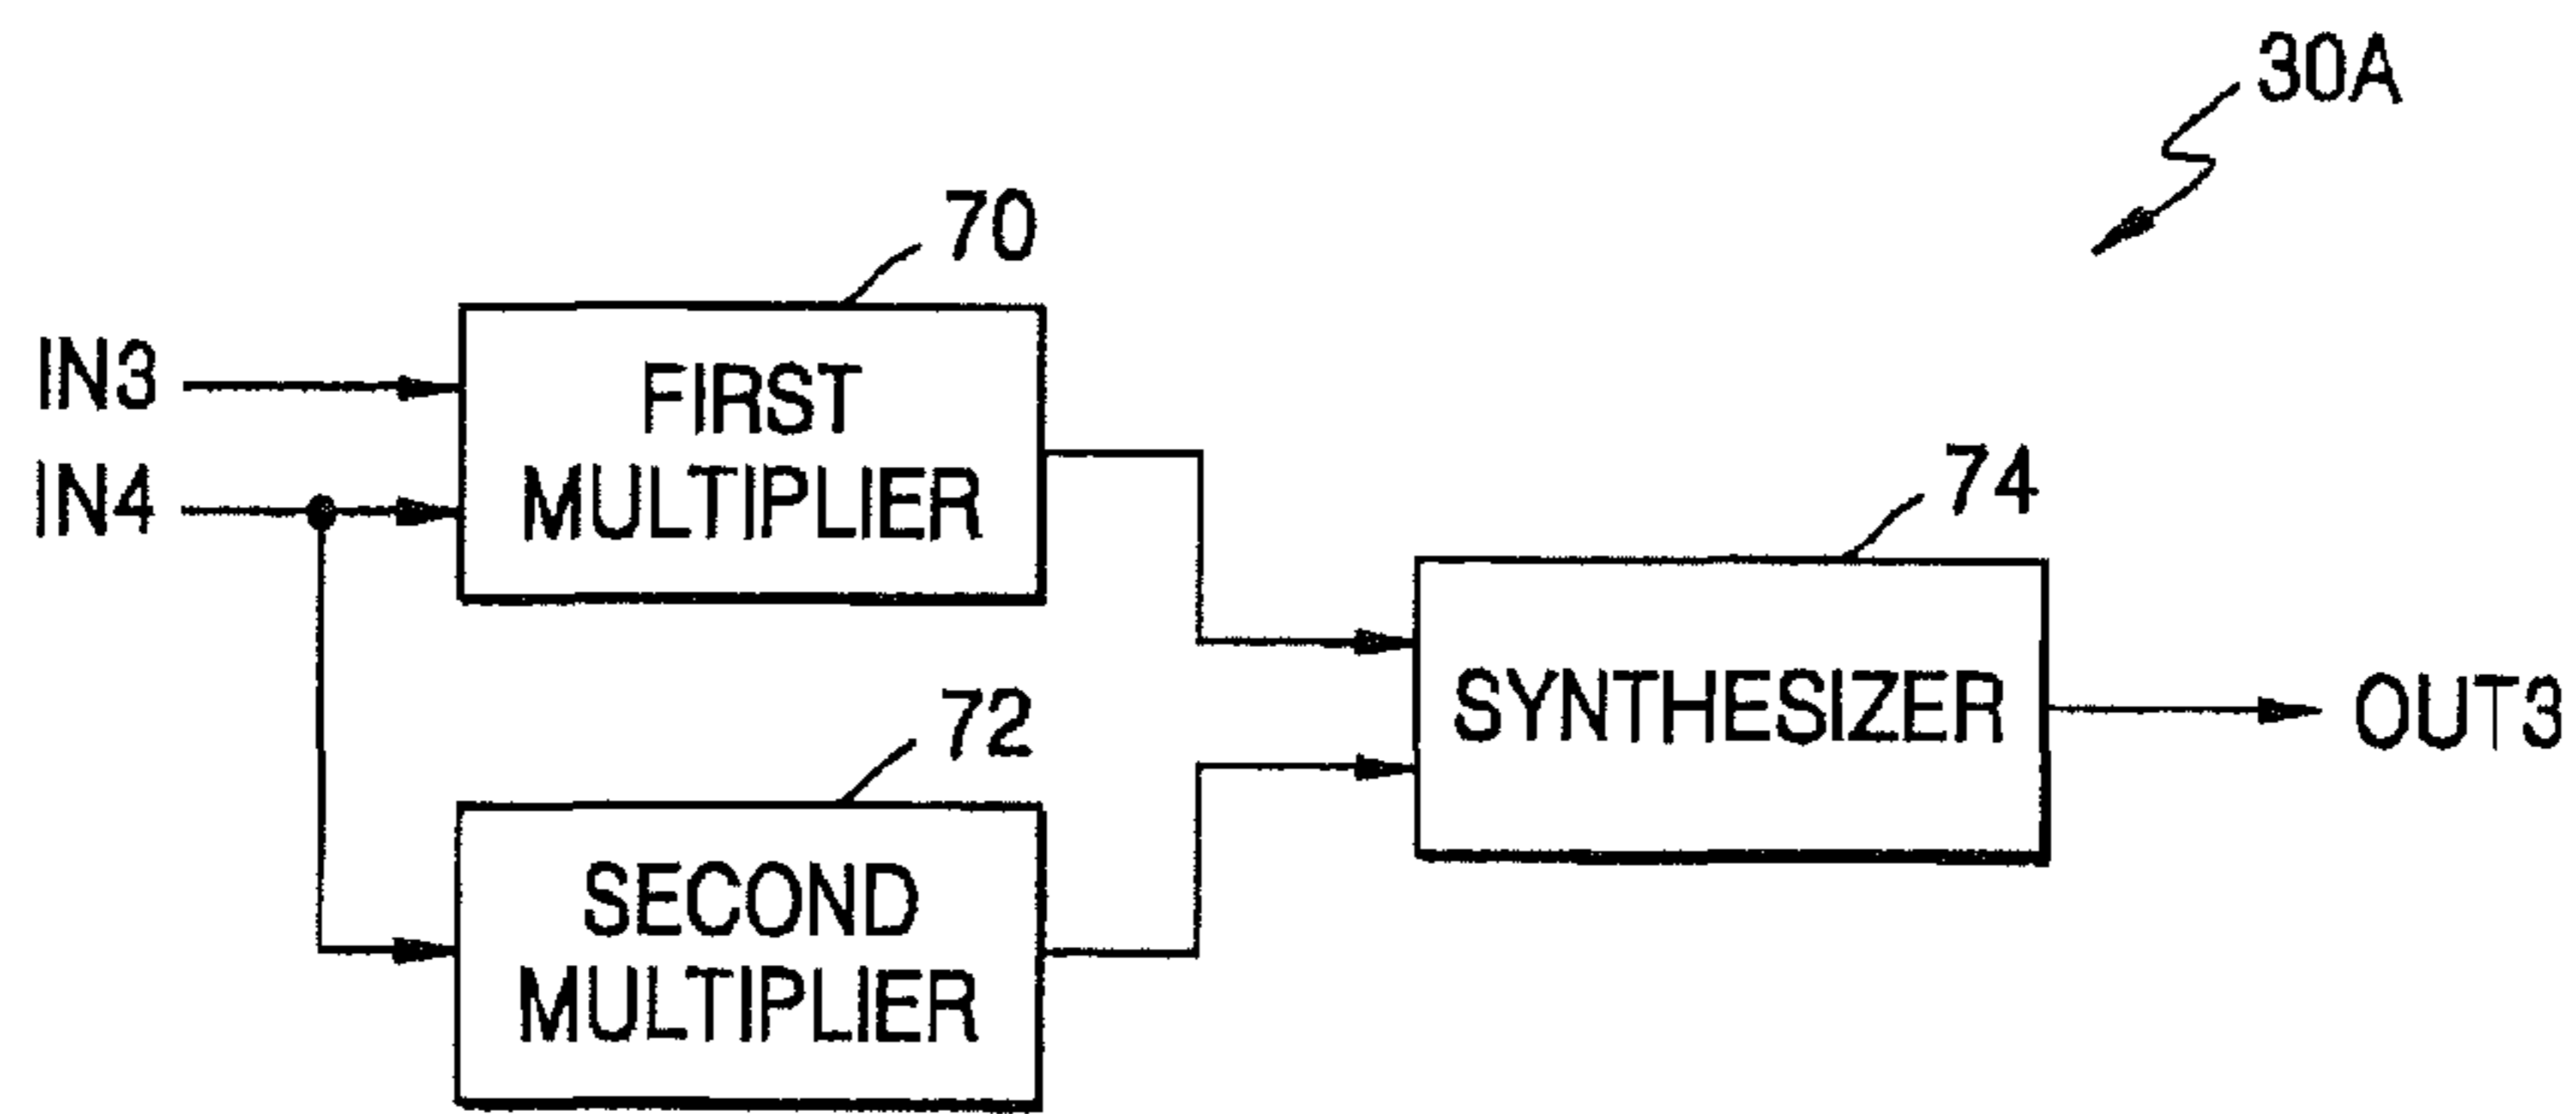 30A
70
IN3
FIRST
MULTIPLIER
IN4
74
SYNTHESIZER
OUT3
72
SECOND
MULTIPLIER